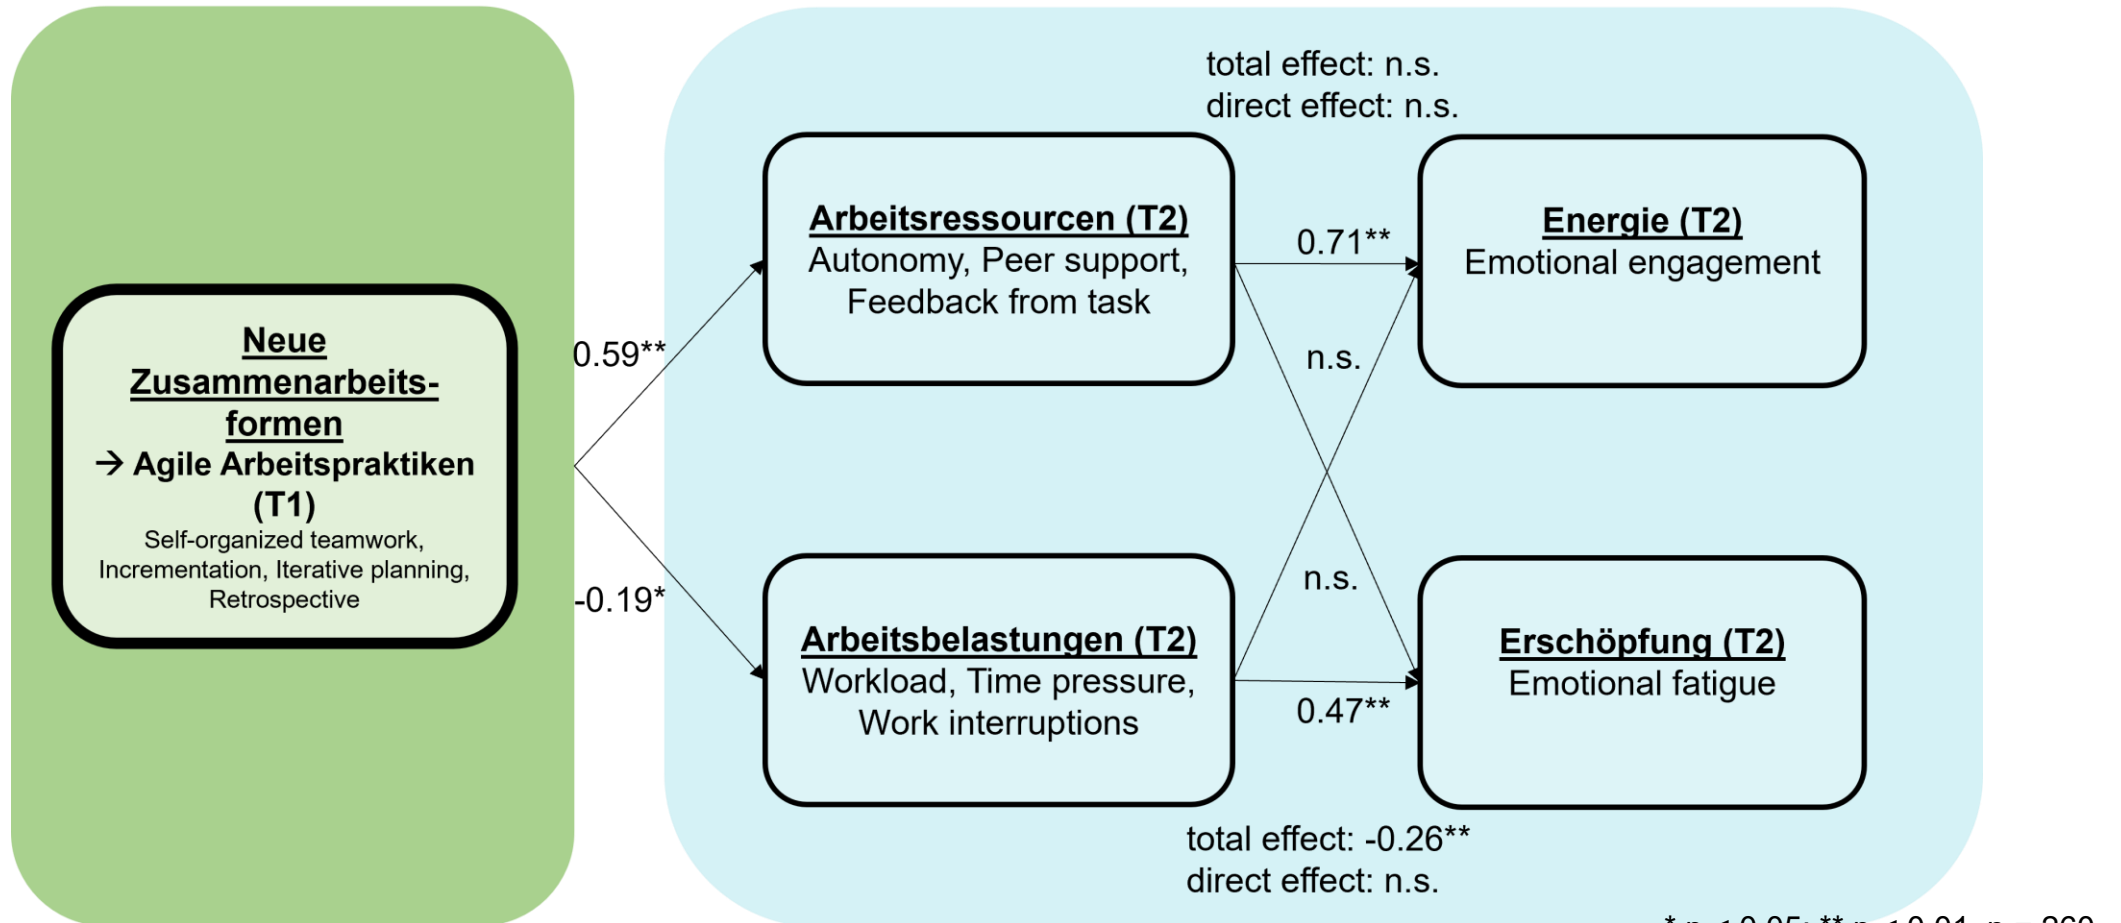 total effect: n.s.
direct effect: n.s.
Neue
Zusammenarbeits-
formen
→ Agile Arbeitspraktiken
(T1)
Self-organized teamwork,
Incrementation, Iterative planning,
Retrospective
0.59**
-0.19*
Arbeitsressourcen (T2)
Autonomy, Peer support,
Feedback from task
0.71**
n.s.
n.s.
0.47**
Energie (T2)
Emotional engagement
Arbeitsbelastungen (T2)
Workload, Time pressure,
Work interruptions
Erschöpfung (T2)
Emotional fatigue
total effect: -0.26**
direct effect: n.s.